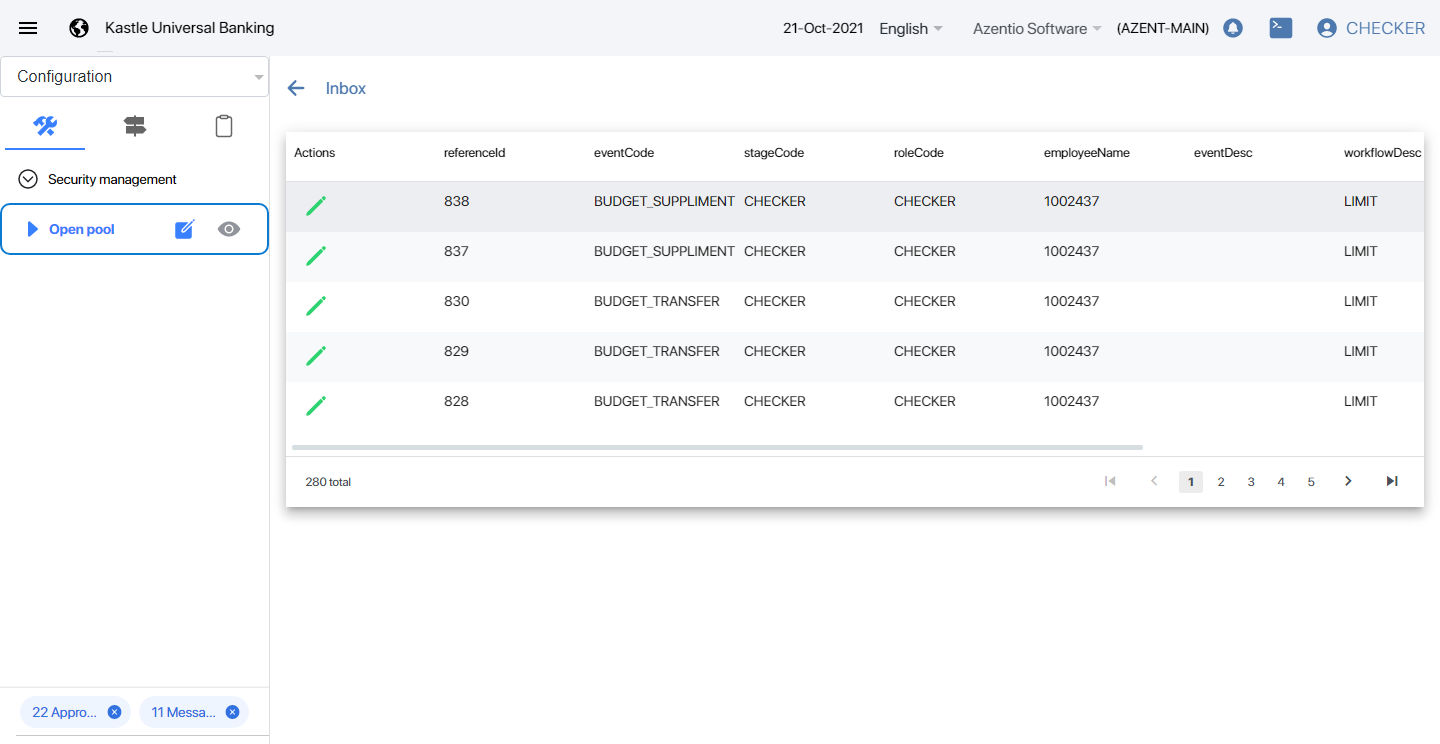 Kastle Universal Banking 21-Oct-2021 English Azentio Software (AZENT-MAIN) CHECKER
Configuration
Security management
Open pool
22 Appro... 11 Messa...
Inbox
Actions referenceId eventCode stageCode roleCode employeeName eventDesc workflowDesc
838 BUDGET_SUPPLIMENT CHECKER CHECKER 1002437 LIMIT
837 BUDGET_SUPPLIMENT CHECKER CHECKER 1002437 LIMIT
830 BUDGET_TRANSFER CHECKER CHECKER 1002437 LIMIT
829 BUDGET_TRANSFER CHECKER CHECKER 1002437 LIMIT
828 BUDGET_TRANSFER CHECKER CHECKER 1002437 LIMIT
280 total 1 2 3 4 5